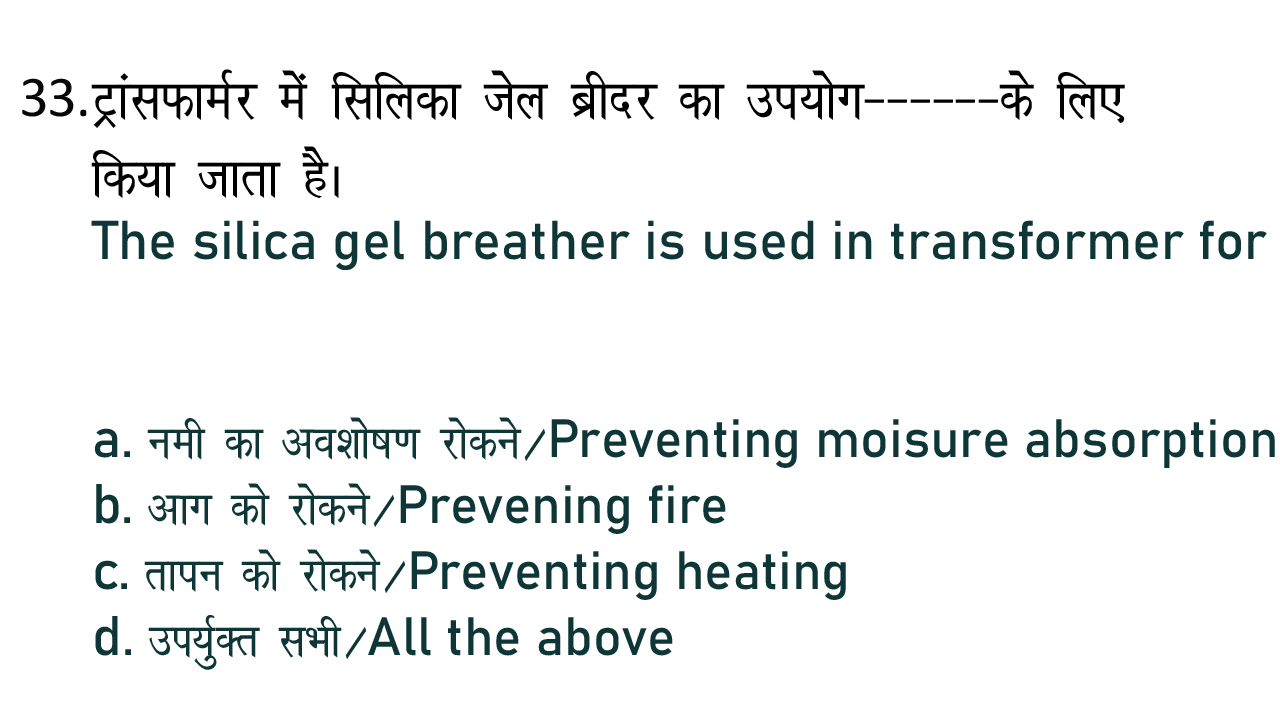 33.ट्रांसफार्मर में सिलिका जेल ब्रीदर का उपयोग------के लिए
किया जाता है।
The silica gel breather is used in transformer for
a. नमी का अवशोषण रोकने/Preventing moisure absorption
b. आग को रोकने/Prevening fire
c. तापन को रोकने/Preventing heating
d. उपर्युक्त सभी/All the above